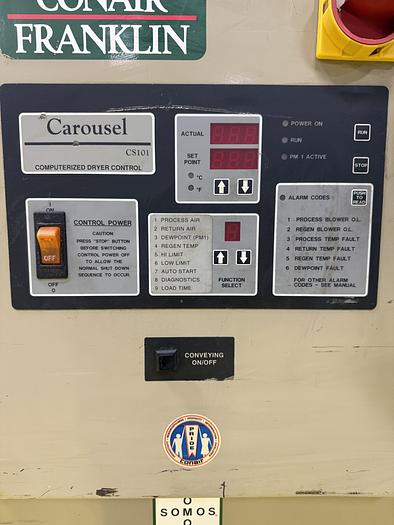 CONAIR
FRANKLIN
Carousel
CS101
COMPUTERIZED DRYER CONTROL
ACTUAL
SET
POINT
°C
°F
POWER ON
RUN
PM 1 ACTIVE
RUN
STOP
I
ON
OFF
OFF
O
CONTROL POWER
CAUTION
PRESS "STOP" BUTTON
BEFORE SWITCHING
CONTROL POWER OFF
TO ALLOW THE
NORMAL SHUT DOWN
SEQUENCE TO OCCUR.
1 PROCESS AIR
2 RETURN AIR
3 DEWPOINT (PM1)
4 REGEN TEMP
5 HI LIMIT
6 LOW LIMIT
7 AUTO START
8 DIAGNOSTICS
9 LOAD TIME
FUNCTION
SELECT
ALARM CODES
PUSH
TO
READ
1 PROCESS BLOWER O.L.
2 REGEN BLOWER O.L.
3 PROCESS TEMP FAULT
4 RETURN TEMP FAULT
5 REGEN TEMP FAULT
6 DEWPOINT FAULT
FOR OTHER ALARM
CODES - SEE MANUAL
CONVEYING
ON/OFF
PRIDE
conair
SOMOS